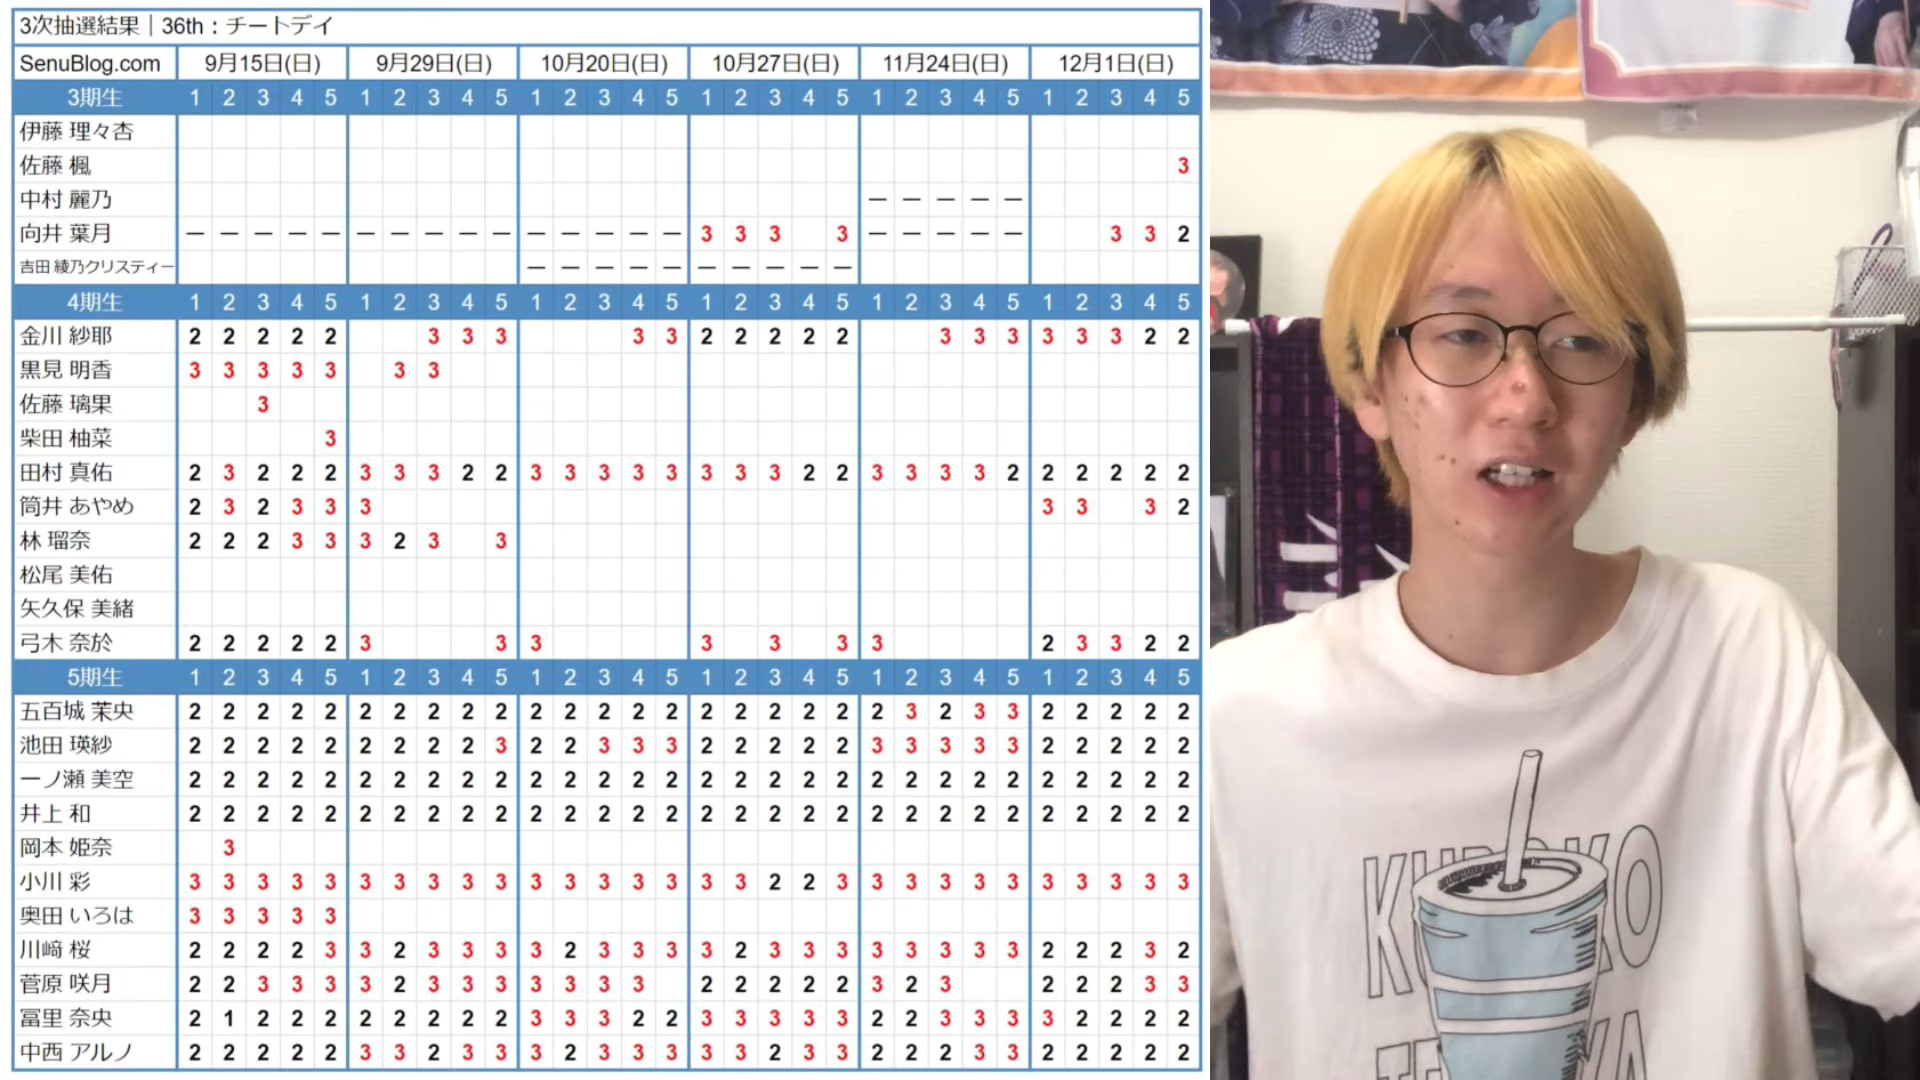 3次抽選結果｜36th：チートデイ
SenuBlog.com 9月15日(日) 9月29日(日) 10月20日(日) 10月27日(日) 11月24日(日) 12月1日(日)
3期生 1 2 3 4 5 1 2 3 4 5 1 2 3 4 5 1 2 3 4 5 1 2 3 4 5 1 2 3 4 5
伊藤 理々杏
佐藤 楓 3
中村 麗乃 — — — — —
向井 葉月 — — — — — — — — — — — — — — — 3 3 3 3 — — — — — 3 3 2
吉田 綾乃クリスティー — — — — — — — — — —
4期生 1 2 3 4 5 1 2 3 4 5 1 2 3 4 5 1 2 3 4 5 1 2 3 4 5 1 2 3 4 5
金川 紗耶 2 2 2 2 2 3 3 3 3 3 2 2 2 2 2 3 3 3 3 3 3 2 2
黒見 明香 3 3 3 3 3 3 3
佐藤 璃果 3
柴田 柚菜 3
田村 真佑 2 3 2 2 2 3 3 3 2 2 3 3 3 3 3 3 3 3 2 2 3 3 3 3 2 2 2 2 2 2
筒井 あやめ 2 3 2 3 3 3 3 3 3 2
林 瑠奈 2 2 2 3 3 3 2 3 3
松尾 美佑
矢久保 美緒
弓木 奈於 2 2 2 2 2 3 3 3 3 3 3 3 2 3 3 2 2
5期生 1 2 3 4 5 1 2 3 4 5 1 2 3 4 5 1 2 3 4 5 1 2 3 4 5 1 2 3 4 5
五百城 茉央 2 2 2 2 2 2 2 2 2 2 2 2 2 2 2 2 2 2 2 2 2 3 2 3 3 2 2 2 2 2
池田 瑛紗 2 2 2 2 2 2 2 2 2 3 2 2 3 3 3 2 2 2 2 2 3 3 3 3 3 2 2 2 2 2
一ノ瀬 美空 2 2 2 2 2 2 2 2 2 2 2 2 2 2 2 2 2 2 2 2 2 2 2 2 2 2 2 2 2 2
井上 和 2 2 2 2 2 2 2 2 2 2 2 2 2 2 2 2 2 2 2 2 2 2 2 2 2 2 2 2 2 2
岡本 姫奈 3
小川 彩 3 3 3 3 3 3 3 3 3 3 3 3 3 3 3 3 3 2 2 3 3 3 3 3 3 3 3 3 3 3
奥田 いろは 3 3 3 3 3
川﨑 桜 2 2 2 2 3 3 2 3 3 3 3 2 3 3 3 3 2 3 3 3 3 3 3 3 3 2 2 2 3 2
菅原 咲月 2 2 3 3 3 3 2 3 3 3 3 3 3 3 2 2 2 2 2 3 2 3 2 2 2 3 3
冨里 奈央 2 1 2 2 2 2 2 2 2 2 3 3 3 2 2 3 3 3 3 3 2 2 3 3 3 3 2 2 2 2
中西 アルノ 2 2 2 2 2 3 3 2 3 3 3 2 3 3 3 3 3 2 3 3 2 2 2 3 3 2 2 2 2 2